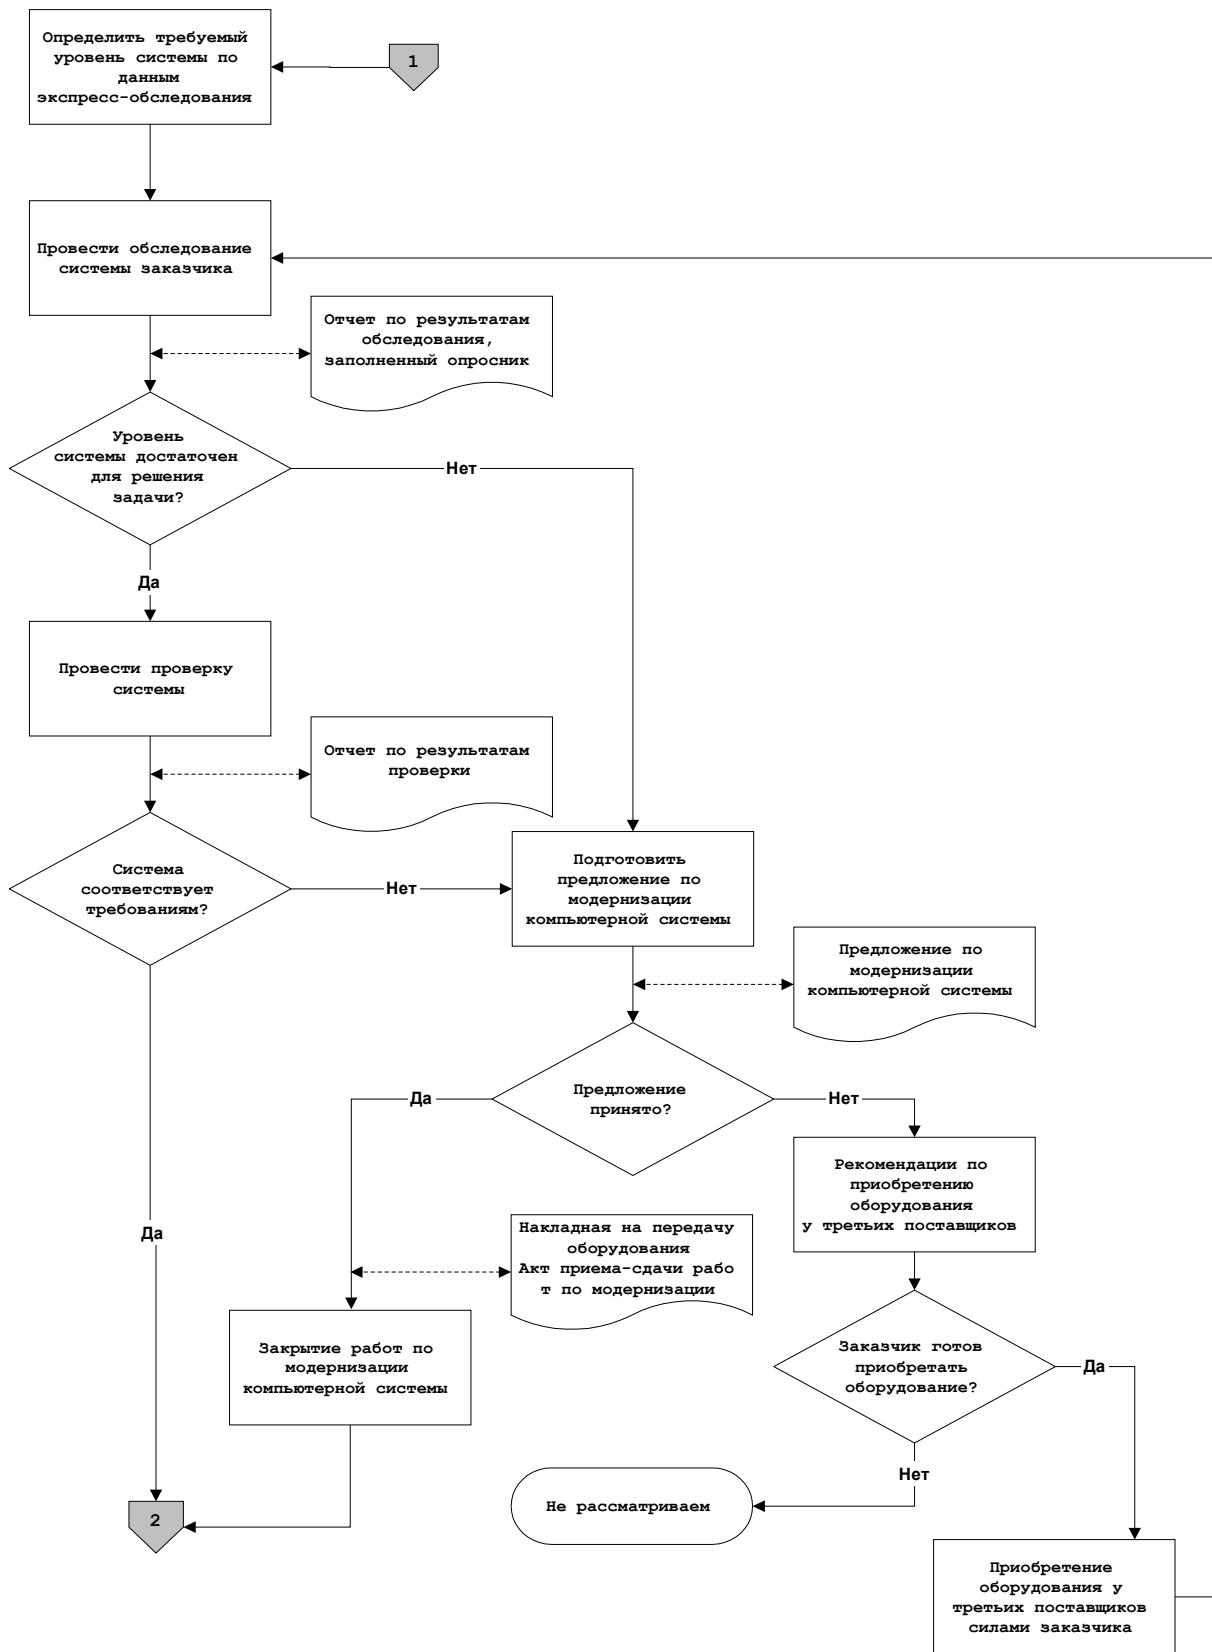 Определить требуемый
уровень системы по
данным
экспресс-обследования
1
Провести обследование
системы заказчика
Отчет по результатам
обследования,
заполненный опросник
Уровень
системы достаточен
для решения
задачи?
Нет
Да
Провести проверку
системы
Отчет по результатам
проверки
Система
соответствует
требованиям?
Нет
Подготовить
предложение по
модернизации
компьютерной системы
Предложение по
модернизации
компьютерной системы
Предложение
принято?
Да
Нет
Рекомендации по
приобретению
оборудования
у третьих поставщиков
Да
Накладная на передачу
оборудования
Акт приема-сдачи рабо
т по модернизации
Закрытие работ по
модернизации
компьютерной системы
Заказчик готов
приобретать
оборудование?
Да
Нет
Не рассматриваем
2
Приобретение
оборудования у
третьих поставщиков
силами заказчика